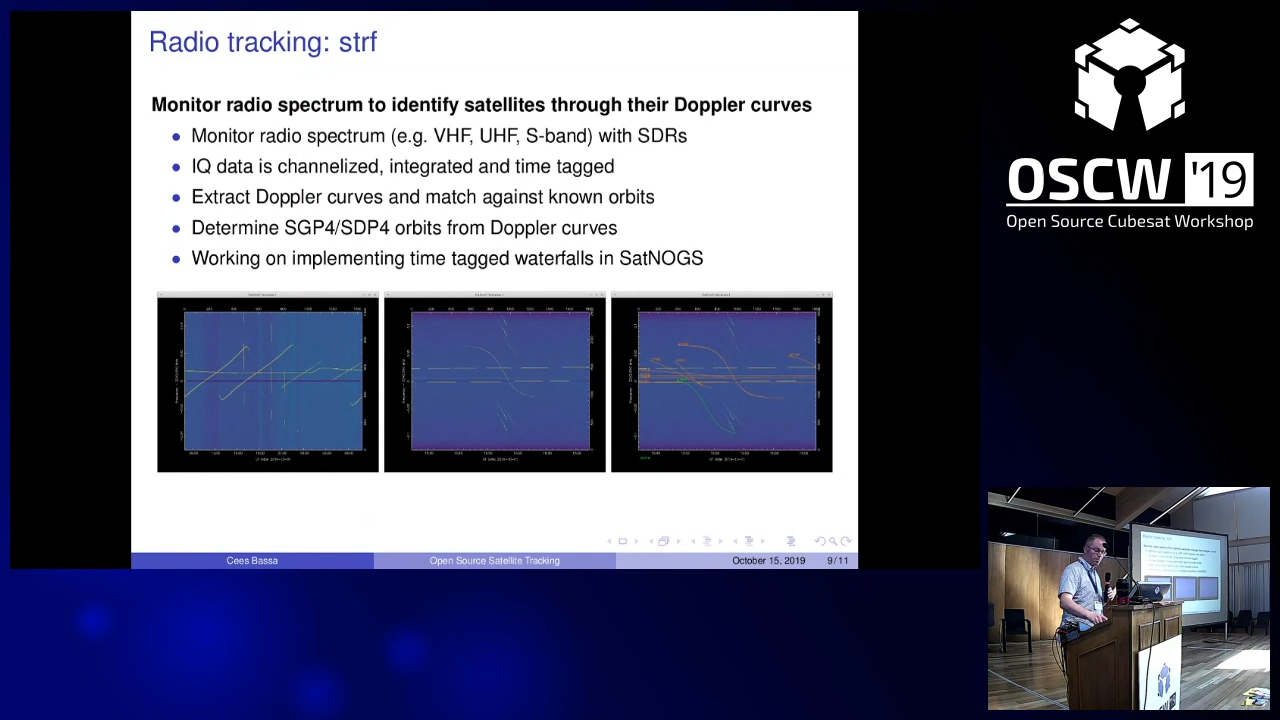 Radio tracking: strf
Monitor radio spectrum to identify satellites through their Doppler curves
Monitor radio spectrum (e.g. VHF, UHF, S-band) with SDRs
IQ data is channelized, integrated and time tagged
Extract Doppler curves and match against known orbits
Determine SGP4/SDP4 orbits from Doppler curves
Working on implementing time tagged waterfalls in SatNOGS
Cees Bassa
Open Source Satellite Tracking
October 15, 2019
9/11
OSCW '19
Open Source Cubesat Workshop